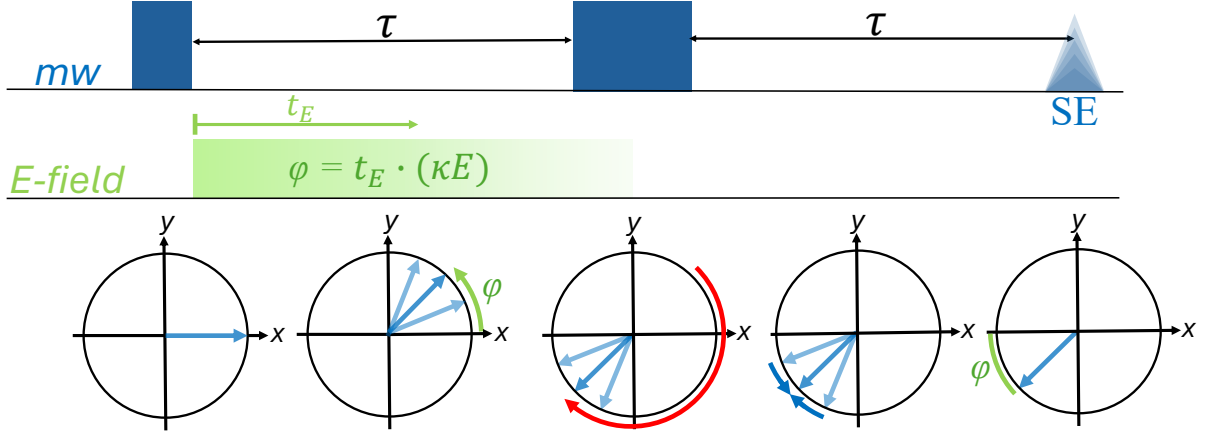 τ τ
mw
SE
t_E
φ = t_E · (κE)
E-field
y y y y y
φ
x x x x x
φ